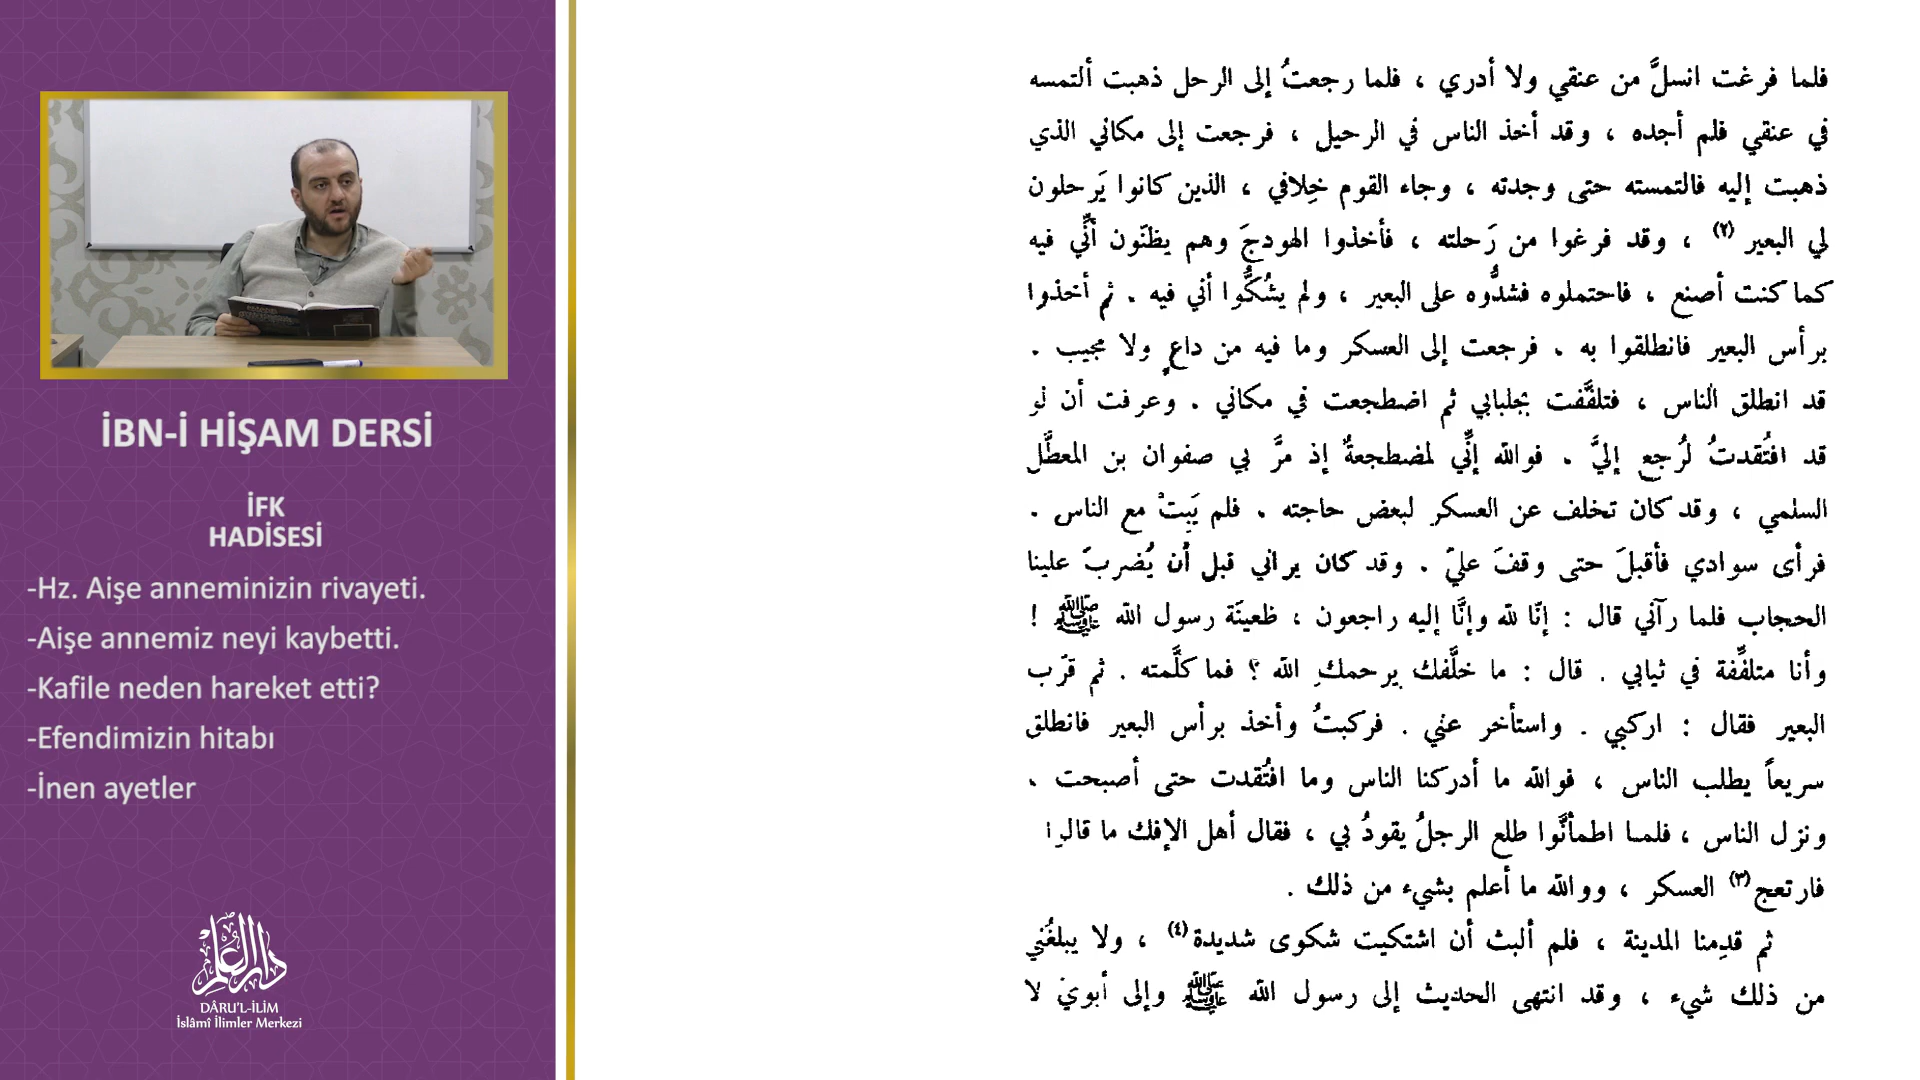 İBN-İ HİŞAM DERSİ
İFK
HADİSESİ
-Hz. Aişe anneminizin rivayeti.
-Aişe annemiz neyi kaybetti.
-Kafile neden hareket etti?
-Efendimizin hitabı
-İnen ayetler
دار العلم
DÂRU'L-İLİM
İslâmî İlimler Merkezi
فلما فرغت انسلَّ من عنقي ولا أدري ، فلما رجعتُ إلى الرحل ذهبت ألتمسه
في عنقي فلم أجده ، وقد أخذ الناس في الرحيل ، فرجعت إلى مكاني الذي
ذهبت إليه فالتمسته حتى وجدته ، وجاء القوم خِلافي ، الذين كانوا يَرحلون
لي البعير (٢) ، وقد فرغوا من رَحلته ، فأخذوا الهودجَ وهم يظنّون أنِّي فيه
كما كنت أصنع ، فاحتملوه فشدُّوه على البعير ، ولم يشُكُّوا أني فيه . ثم أخذوا
برأس البعير فانطلقوا به . فرجعت إلى العسكر وما فيه من داعٍ ولا مجيب .
قد انطلق الناس ، فتلفَّفت بجلبابي ثم اضطجعت في مكاني . وعرفت أن لو
قد افتُقدتُ لرُجع إليَّ . فوالله إنِّي لمضطجعةٌ إذ مرَّ بي صفوان بن المعطَّل
السلمي ، وقد كان تخلف عن العسكر لبعض حاجته . فلم يَبِتْ مع الناس .
فرأى سوادي فأقبلَ حتى وقفَ عليّ . وقد كان يراني قبل أن يُضربَ علينا
الحجاب فلما رآني قال : إنّا لله وإنَّا إليه راجعون ، ظعينَة رسول الله ﷺ !
وأنا متلفِّفة في ثيابي . قال : ما خلَّفك يرحمكِ الله ؟ فما كلَّمته . ثم قرّب
البعير فقال : اركبي . واستأخر عني . فركبتُ وأخذ برأس البعير فانطلق
سريعاً يطلب الناس ، فوالله ما أدركنا الناس وما افتُقدت حتى أصبحت .
ونزل الناس ، فلمـا اطمأنَّوا طلع الرجلُ يقودُ بي ، فقال أهل الإفك ما قالوا
فارتعج(٣) العسكر ، ووالله ما أعلم بشيء من ذلك .
ثم قدِمنا المدينة ، فلم ألبث أن اشتكيت شكوى شديدة(٤) ، ولا يبلغُني
من ذلك شيء ، وقد انتهى الحديث إلى رسول الله ﷺ وإلى أبويَ لا